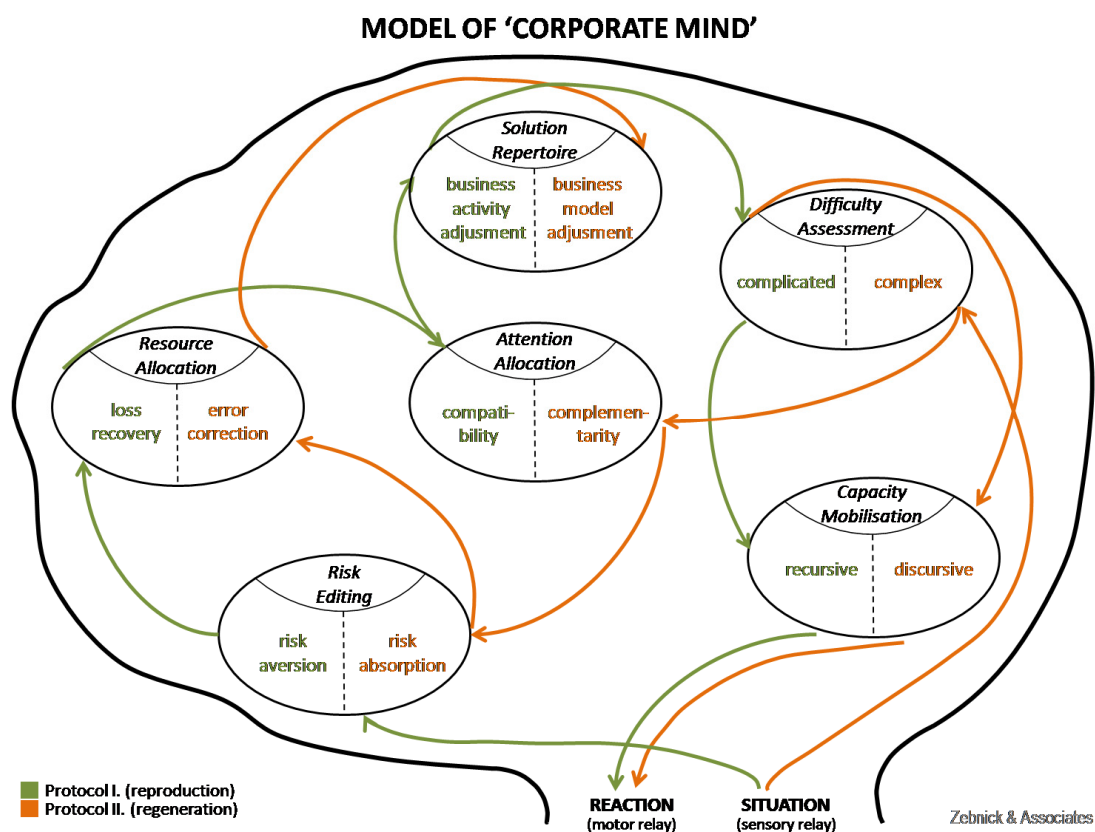 MODEL OF ‘CORPORATE MIND’
Solution
Repertoire
business
activity
adjusment
business
model
adjusment
Difficulty
Assessment
complicated
complex
Resource
Allocation
loss
recovery
error
correction
Attention
Allocation
compati-
bility
complemen-
tarity
Capacity
Mobilisation
recursive
discursive
Risk
Editing
risk
aversion
risk
absorption
Protocol I. (reproduction)
Protocol II. (regeneration)
REACTION
(motor relay)
SITUATION
(sensory relay)
Zebnick & Associates